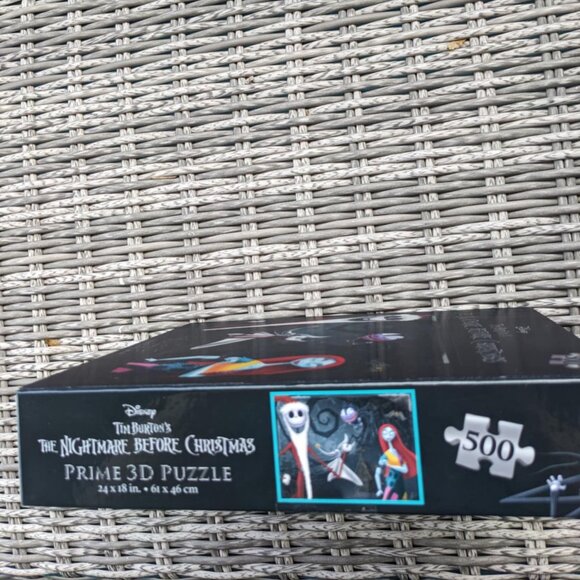 Disney
TIM BURTON'S
THE NIGHTMARE BEFORE CHRISTMAS
PRIME 3D PUZZLE
24 x 18 in. • 61 x 46 cm
500